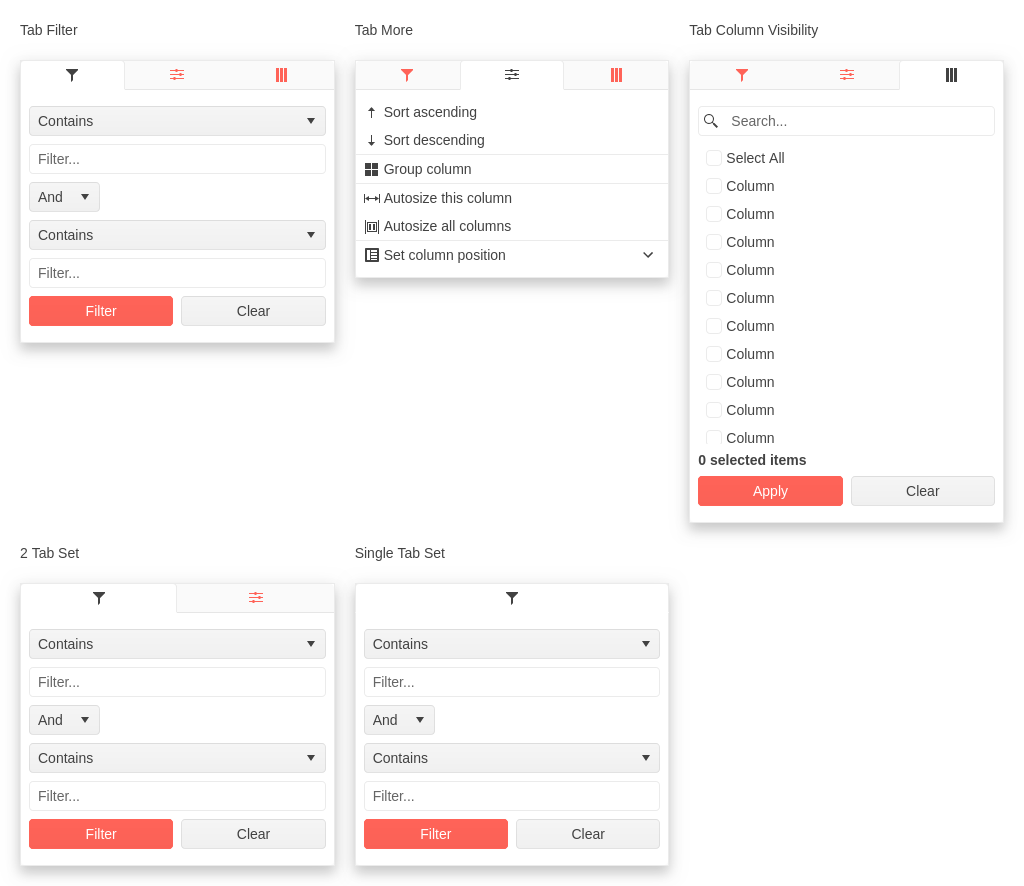 Tab Filter
Contains
Filter...
And
Contains
Filter...
Filter Clear
Tab More
Sort ascending
Sort descending
Group column
Autosize this column
Autosize all columns
Set column position
Tab Column Visibility
Search...
Select All
Column
Column
Column
Column
Column
Column
Column
Column
Column
Column
0 selected items
Apply Clear
2 Tab Set
Contains
Filter...
And
Contains
Filter...
Filter Clear
Single Tab Set
Contains
Filter...
And
Contains
Filter...
Filter Clear